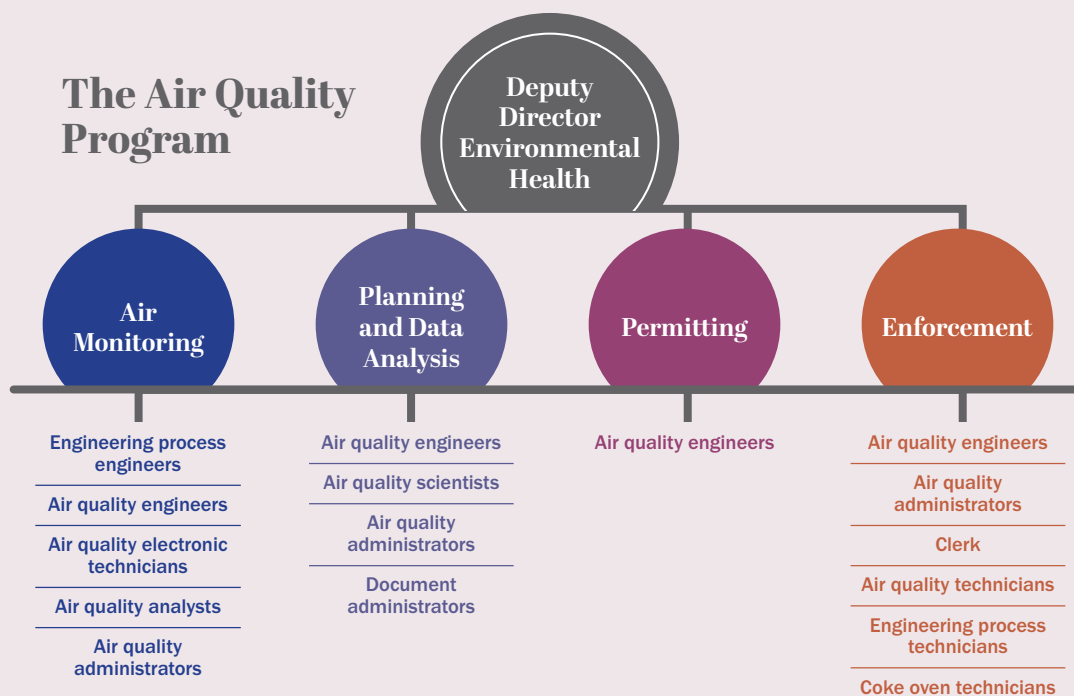 The Air Quality
Program
Deputy
Director
Environmental
Health
Air
Monitoring
Planning
and Data
Analysis
Permitting
Enforcement
Engineering process
engineers
Air quality engineers
Air quality electronic
technicians
Air quality analysts
Air quality
administrators
Air quality engineers
Air quality scientists
Air quality
administrators
Document
administrators
Air quality engineers
Air quality engineers
Air quality
administrators
Clerk
Air quality technicians
Engineering process
technicians
Coke oven technicians